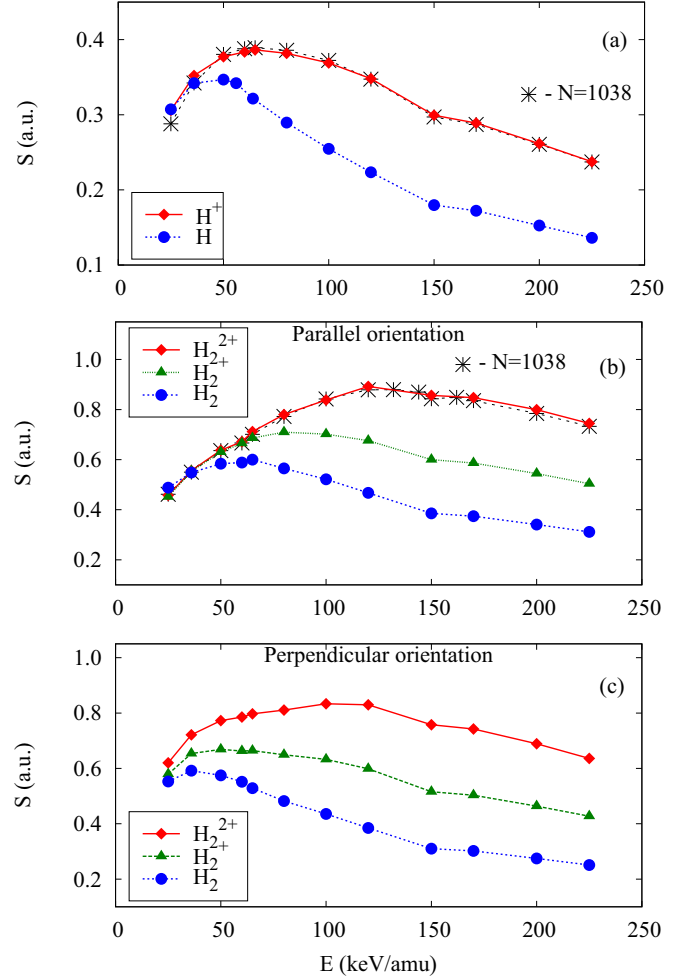 0.4
(a)
✳ - N=1038
0.3
S (a.u.)
0.2
H⁺
H
0.1
0 50 100 150 200 250
Parallel orientation
H₂²⁺
✳ - N=1038
1.0
H₂⁺
(b)
H₂
0.8
S (a.u.)
0.6
0.4
0.2
0 50 100 150 200 250
1.0
Perpendicular orientation
(c)
0.8
S (a.u.)
0.6
0.4
H₂²⁺
H₂⁺
0.2
H₂
0 50 100 150 200 250
E (keV/amu)